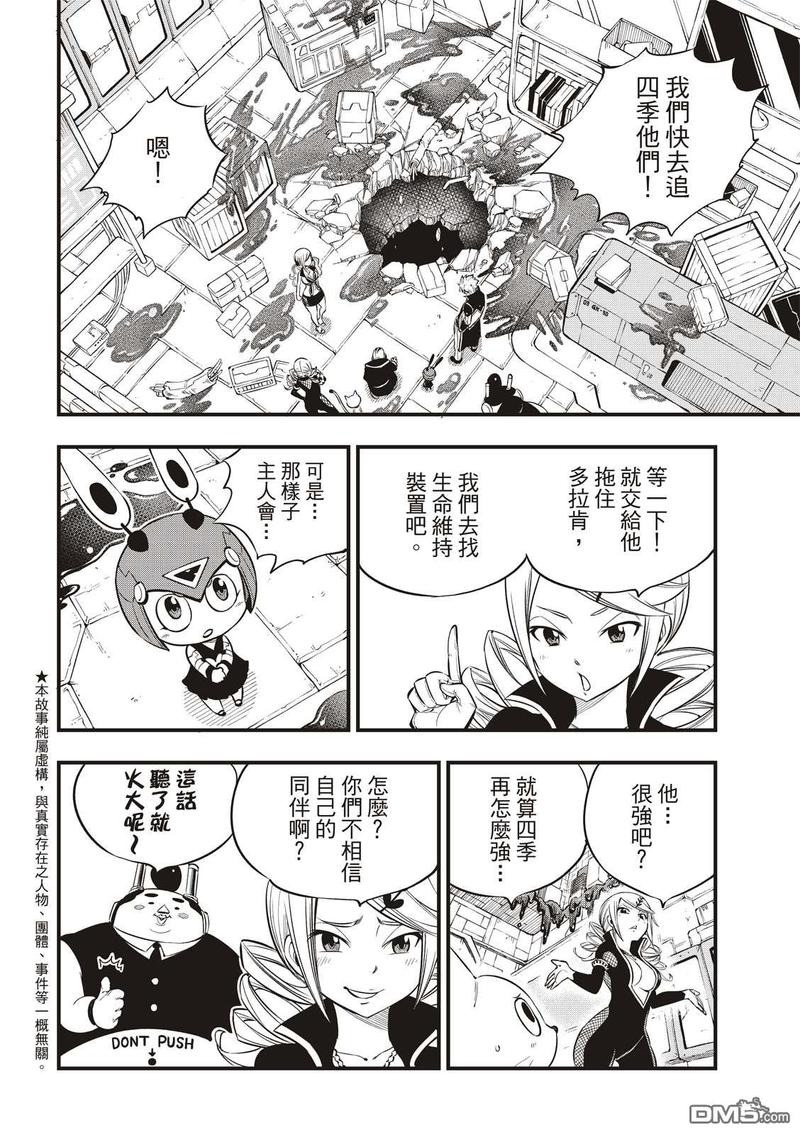 我們快去追
四季他們！
嗯！
等一下！
就交給他
拖住
多拉肯，
我們去找
生命維持
裝置吧。
可是…
那樣子
主人會…
他…
很強吧？
就算四季
再怎麼強…
怎麼？
你們不相信
自己的
同伴啊？
這話
聽了就
火大呢～
DONT PUSH
★本故事純屬虛構，與真實存在之人物、團體、事件等一概無關。
DM5.com